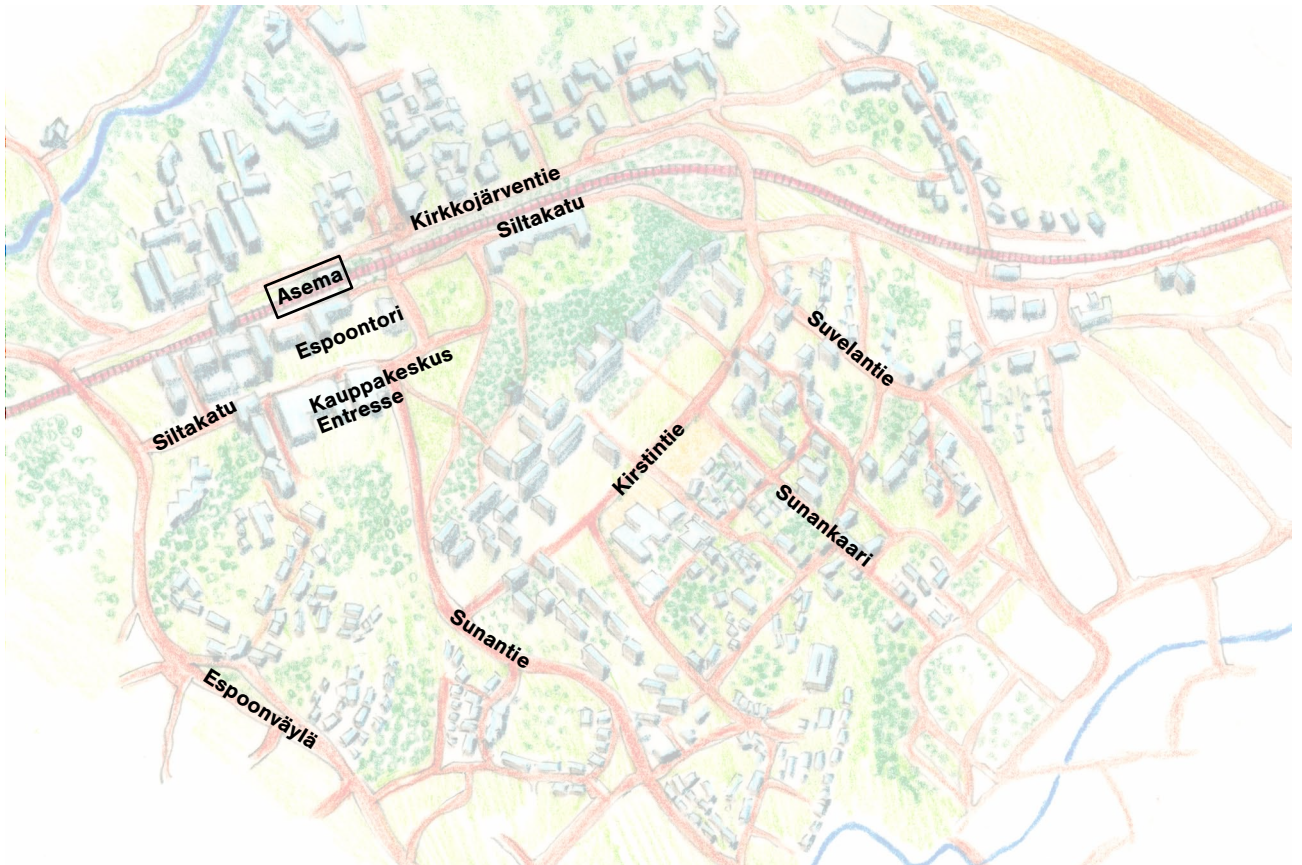 Kirkkojärventie
Siltakatu
Asema
Espoontori
Suvelantie
Kauppakeskus
Entresse
Siltakatu
Kirstintie
Sunankaari
Sunantie
Espoonväylä